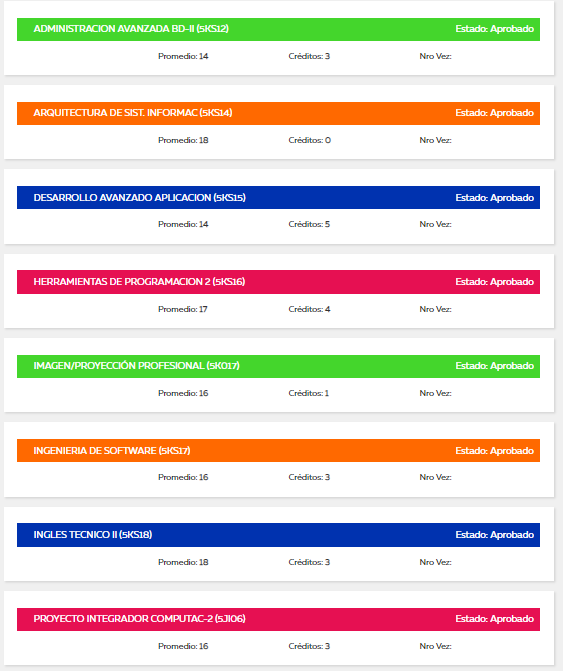 ADMINISTRACION AVANZADA BD-II (5KS12) Estado: Aprobado
Promedio: 14 Créditos: 3 Nro Vez:
ARQUITECTURA DE SIST. INFORMAC (5KS14) Estado: Aprobado
Promedio: 18 Créditos: 0 Nro Vez:
DESARROLLO AVANZADO APLICACION (5KS15) Estado: Aprobado
Promedio: 14 Créditos: 5 Nro Vez:
HERRAMIENTAS DE PROGRAMACION 2 (5KS16) Estado: Aprobado
Promedio: 17 Créditos: 4 Nro Vez:
IMAGEN/PROYECCIÓN PROFESIONAL (5KO17) Estado: Aprobado
Promedio: 16 Créditos: 1 Nro Vez:
INGENIERIA DE SOFTWARE (5KS17) Estado: Aprobado
Promedio: 16 Créditos: 3 Nro Vez:
INGLES TECNICO II (5KS18) Estado: Aprobado
Promedio: 18 Créditos: 3 Nro Vez:
PROYECTO INTEGRADOR COMPUTAC-2 (5JI06) Estado: Aprobado
Promedio: 16 Créditos: 3 Nro Vez: